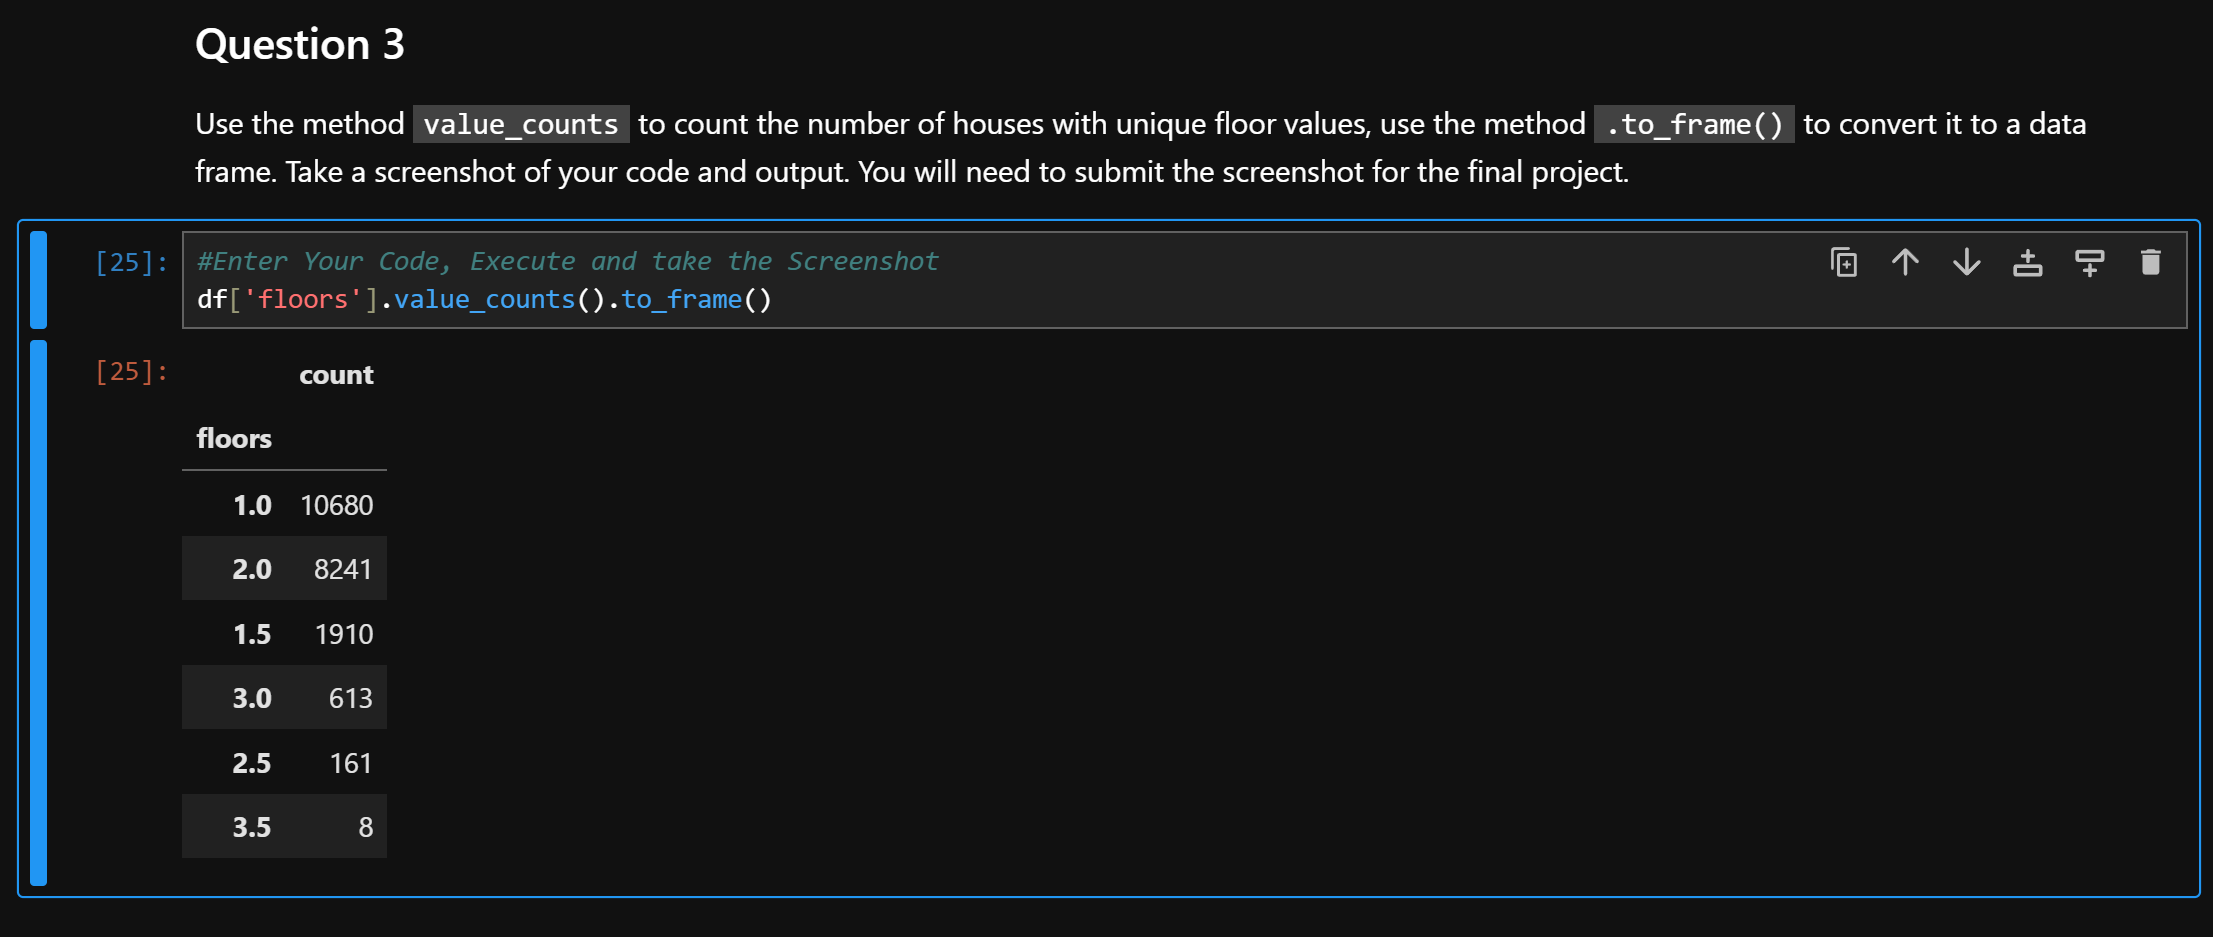 Question 3
Use the method value_counts to count the number of houses with unique floor values, use the method .to_frame() to convert it to a data
frame. Take a screenshot of your code and output. You will need to submit the screenshot for the final project.
[25]: #Enter Your Code, Execute and take the Screenshot
df['floors'].value_counts().to_frame()
[25]: count
floors
1.0 10680
2.0 8241
1.5 1910
3.0 613
2.5 161
3.5 8